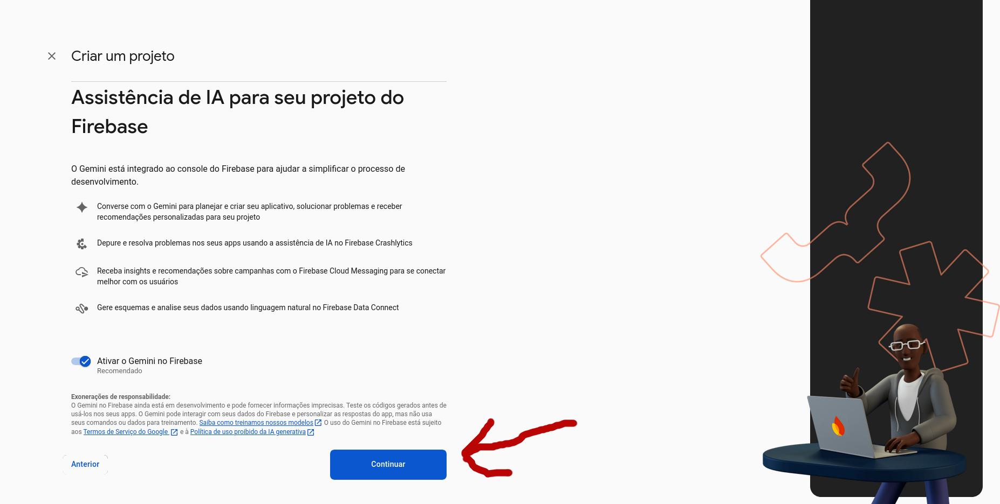 Criar um projeto
Assistência de IA para seu projeto do
Firebase
O Gemini está integrado ao console do Firebase para ajudar a simplificar o processo de
desenvolvimento.
Converse com o Gemini para planejar e criar seu aplicativo, solucionar problemas e receber
recomendações personalizadas para seu projeto
Depure e resolva problemas nos seus apps usando a assistência de IA no Firebase Crashlytics
Receba insights e recomendações sobre campanhas com o Firebase Cloud Messaging para se conectar
melhor com os usuários
Gere esquemas e analise seus dados usando linguagem natural no Firebase Data Connect
Ativar o Gemini no Firebase
Recomendado
Exonerações de responsabilidade:
O Gemini no Firebase ainda está em desenvolvimento e pode fornecer informações imprecisas. Teste os códigos gerados antes de
usá-los nos seus apps. O Gemini pode interagir com seus dados do Firebase e personalizar as respostas do app, mas não usa
seus comandos ou dados para treinamento. Saiba como treinamos nossos modelos O uso do Gemini no Firebase está sujeito
aos Termos de Serviço do Google e à Política de uso proibido da IA generativa
Anterior
Continuar